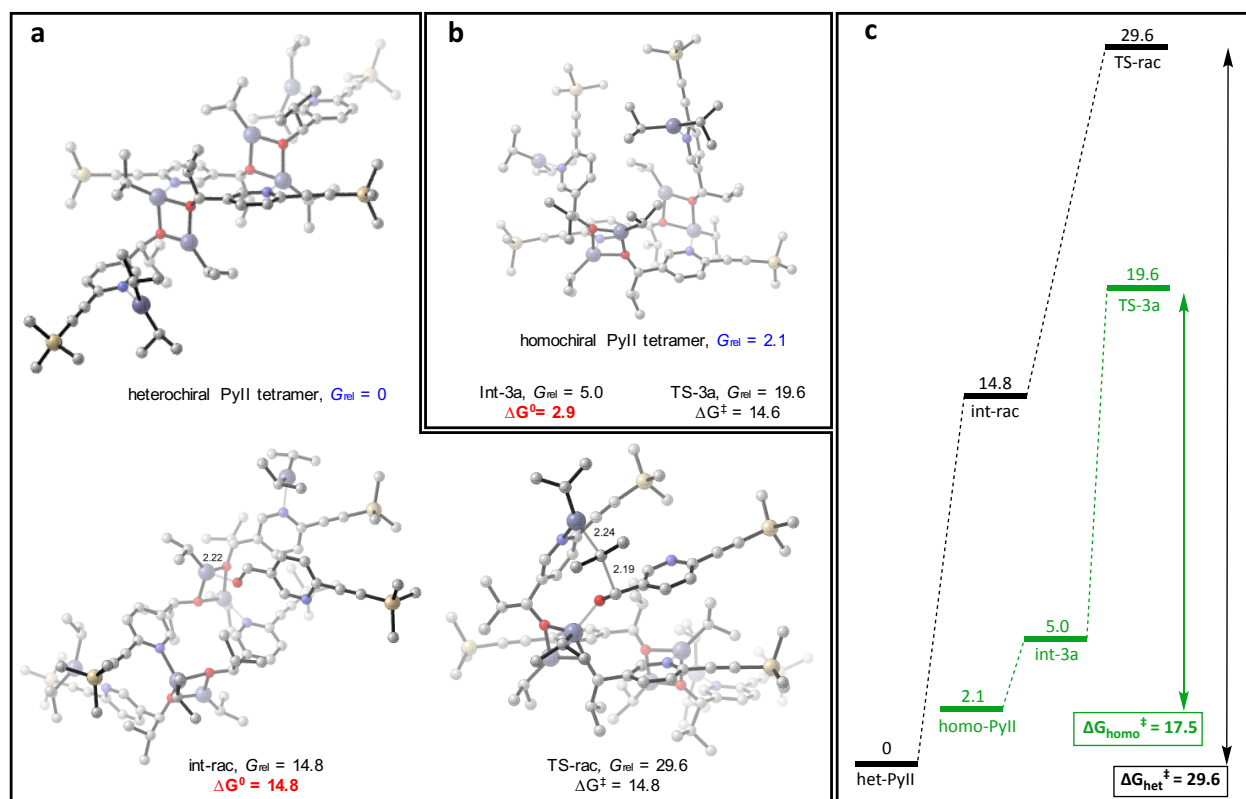 a
heterochiral PyII tetramer, Grel = 0
2.22
int-rac, Grel = 14.8
ΔG⁰ = 14.8
2.24
2.19
TS-rac, Grel = 29.6
ΔG‡ = 14.8
b
homochiral PyII tetramer, Grel = 2.1
Int-3a, Grel = 5.0
ΔG⁰= 2.9
TS-3a, Grel = 19.6
ΔG‡ = 14.6
c
29.6
TS-rac
19.6
TS-3a
14.8
int-rac
5.0
int-3a
2.1
homo-PyII
0
het-PyII
ΔGhomo‡ = 17.5
ΔGhet‡ = 29.6